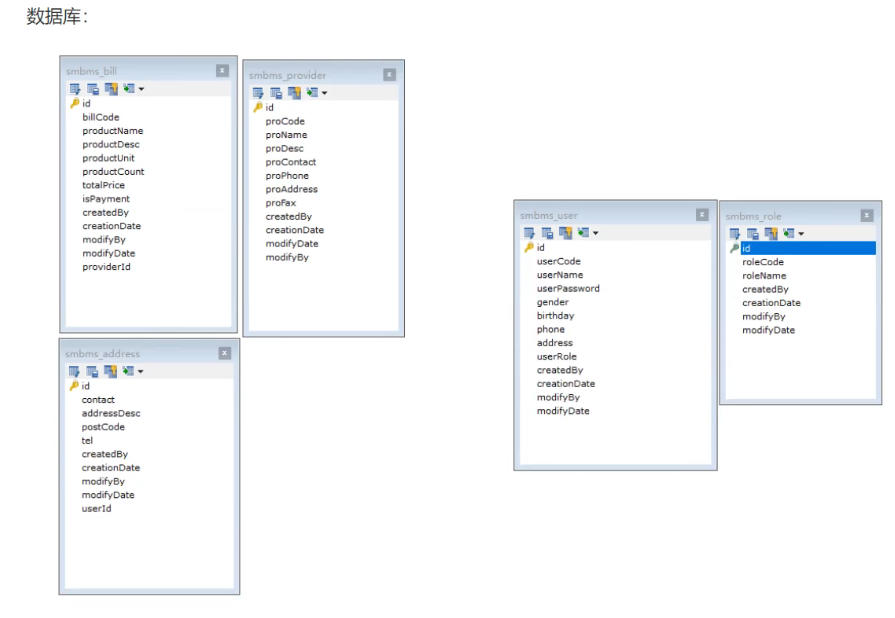 数据库：
smbms_bill
id
billCode
productName
productDesc
productUnit
productCount
totalPrice
isPayment
createdBy
creationDate
modifyBy
modifyDate
providerId
smbms_provider
id
proCode
proName
proDesc
proContact
proPhone
proAddress
proFax
createdBy
creationDate
modifyDate
modifyBy
smbms_address
id
contact
addressDesc
postCode
tel
createdBy
creationDate
modifyBy
modifyDate
userId
smbms_user
id
userCode
userName
userPassword
gender
birthday
phone
address
userRole
createdBy
creationDate
modifyBy
modifyDate
smbms_role
id
roleCode
roleName
createdBy
creationDate
modifyBy
modifyDate